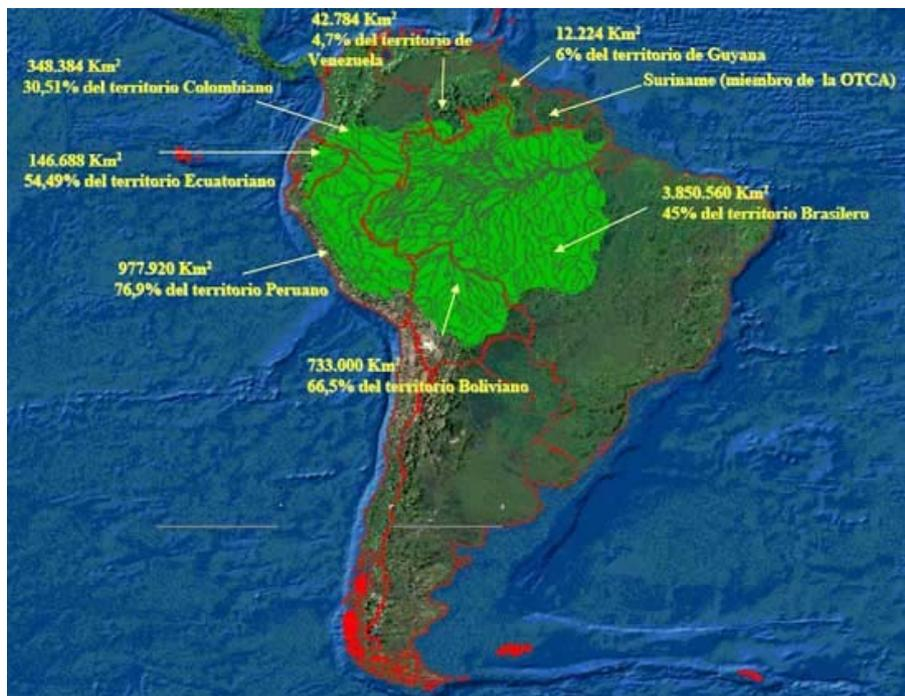 42.784 Km²
4,7% del territorio de
Venezuela
12.224 Km²
6% del territorio de Guyana
Suriname (miembro de la OTCA)
348.384 Km²
30,51% del territorio Colombiano
146.688 Km²
54,49% del territorio Ecuatoriano
3.850.560 Km²
45% del territorio Brasilero
977.920 Km²
76,9% del territorio Peruano
733.000 Km²
66,5% del territorio Boliviano